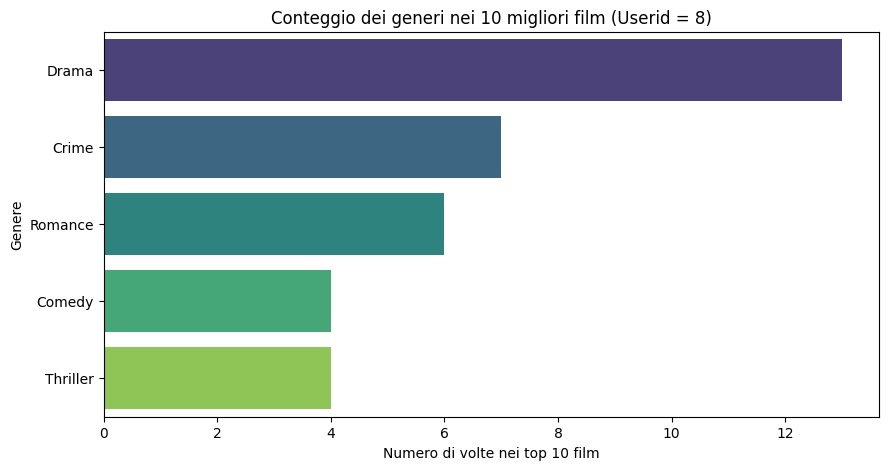 Conteggio dei generi nei 10 migliori film (Userid = 8)
Genere
Drama
Crime
Romance
Comedy
Thriller
0 2 4 6 8 10 12
Numero di volte nei top 10 film